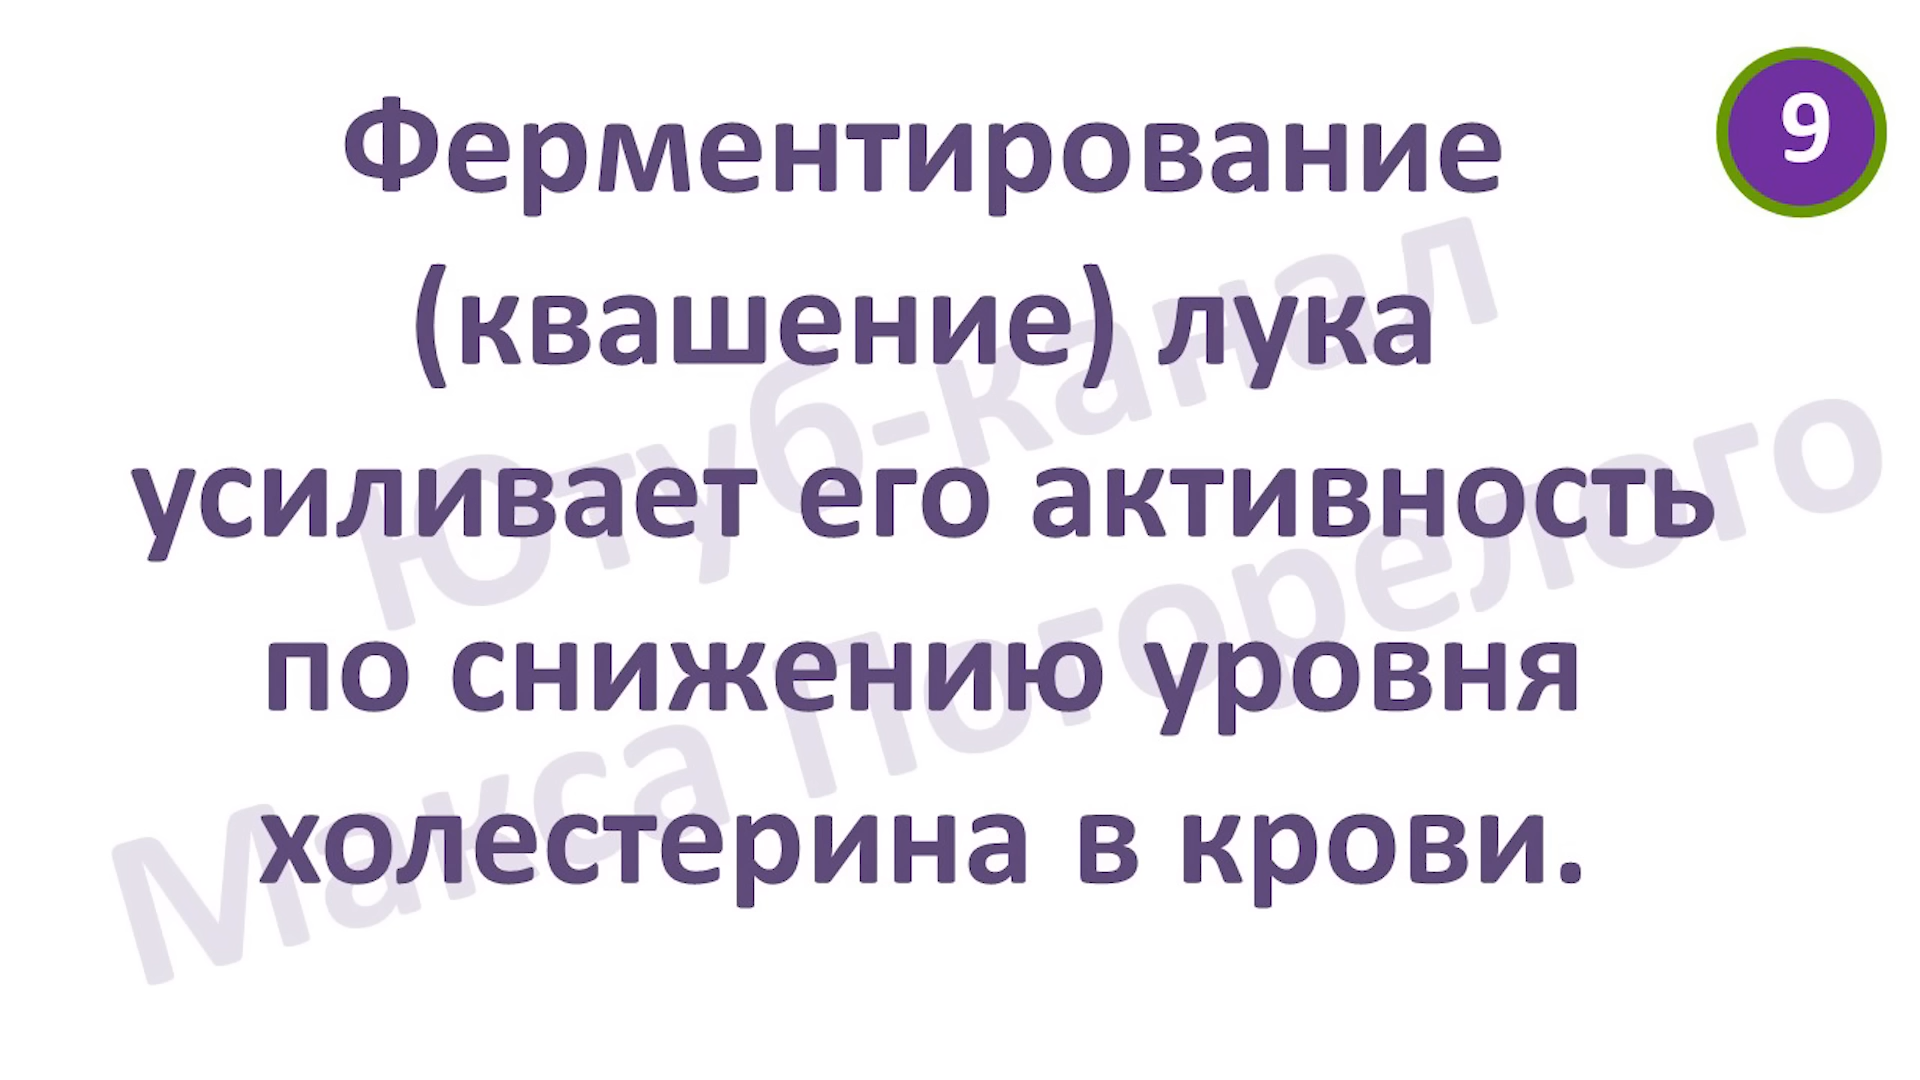 9
Ферментирование
(квашение) лука
усиливает его активность
по снижению уровня
холестерина в крови.
Ютуб-канал
Макса Погорелого